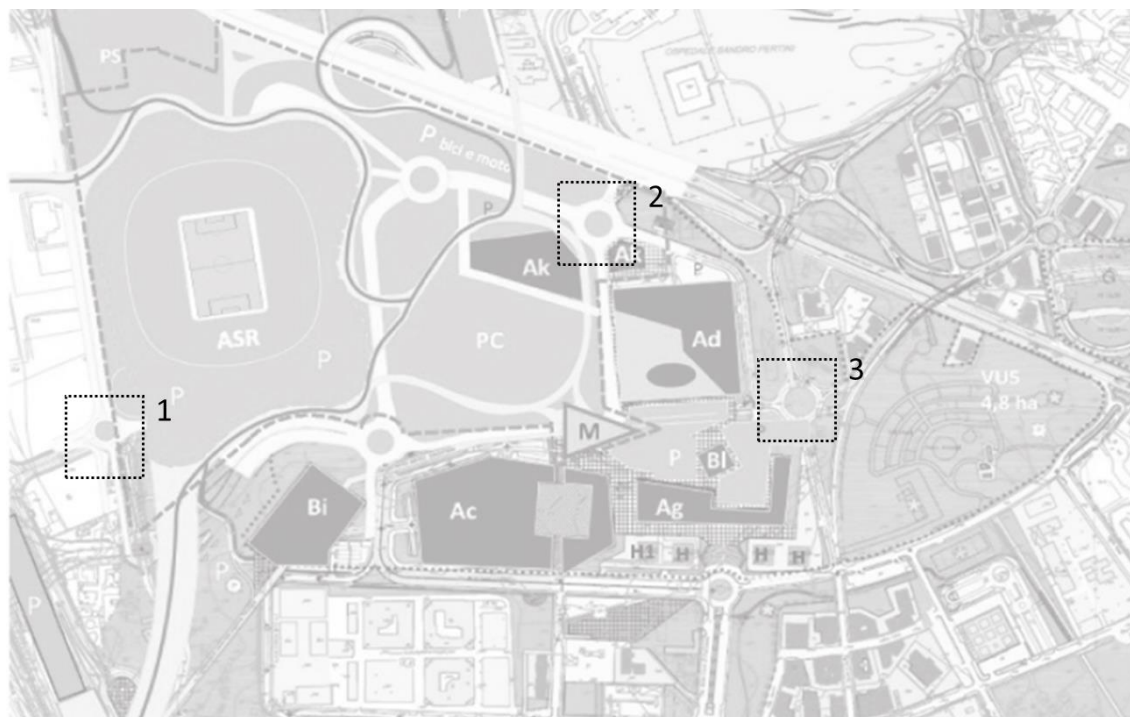 P
PS
OSPEDALE SANDRO PERTINI
P bici e moto
2
P
Ak
P
ASR
P
PC
Ad
G
3
VUS
4,8 ha
P
1
M
P
Bl
Bi
Ac
Ag
H1
H
H
H
P
P